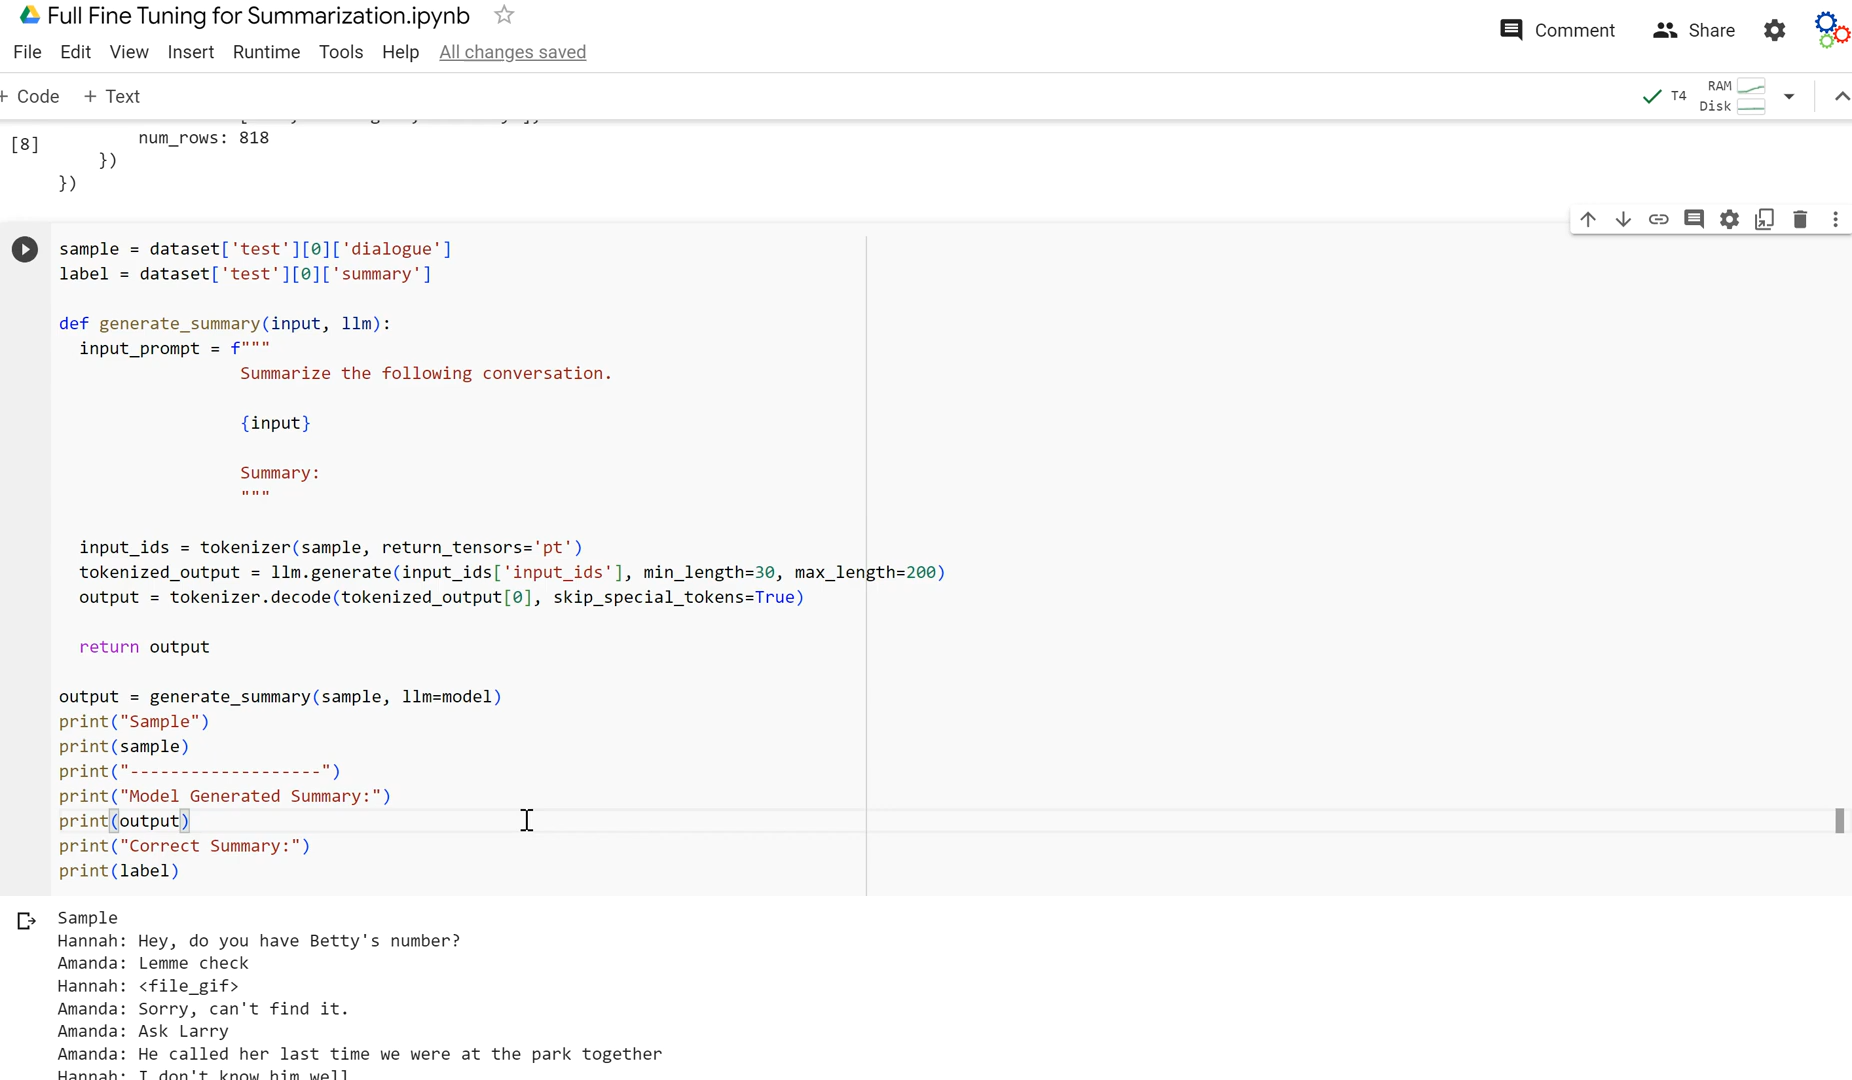 Full Fine Tuning for Summarization.ipynb
Comment
Share
File Edit View Insert Runtime Tools Help All changes saved
+ Code + Text
T4
RAM
Disk
[8]
num_rows: 818
})
})
sample = dataset['test'][0]['dialogue']
label = dataset['test'][0]['summary']
def generate_summary(input, llm):
input_prompt = f"""
Summarize the following conversation.
{input}
Summary:
"""
input_ids = tokenizer(sample, return_tensors='pt')
tokenized_output = llm.generate(input_ids['input_ids'], min_length=30, max_length=200)
output = tokenizer.decode(tokenized_output[0], skip_special_tokens=True)
return output
output = generate_summary(sample, llm=model)
print("Sample")
print(sample)
print("-------------------")
print("Model Generated Summary:")
print(output)
print("Correct Summary:")
print(label)
Sample
Hannah: Hey, do you have Betty's number?
Amanda: Lemme check
Hannah: <file_gif>
Amanda: Sorry, can't find it.
Amanda: Ask Larry
Amanda: He called her last time we were at the park together
Hannah: I don't know him well